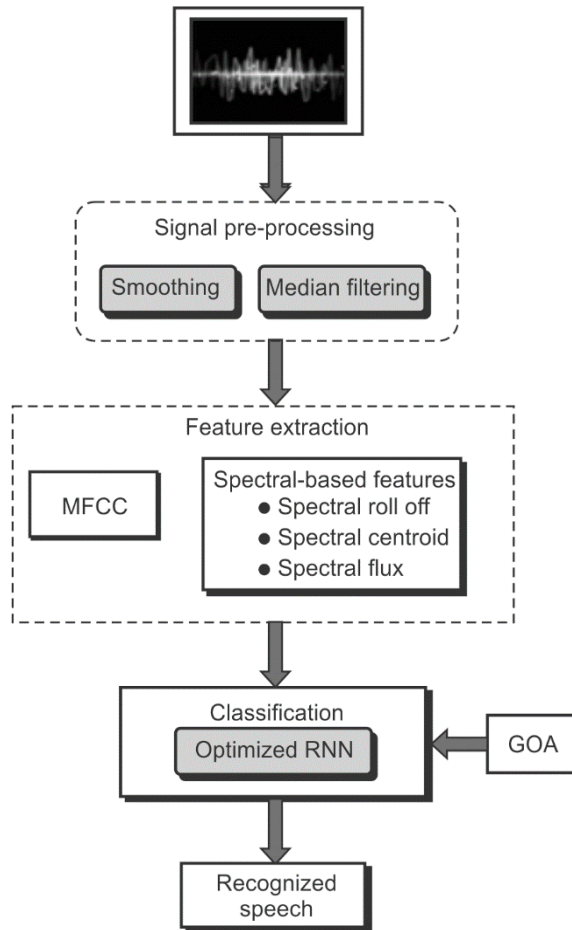 Signal pre-processing
Smoothing
Median filtering
Feature extraction
MFCC
Spectral-based features
● Spectral roll off
● Spectral centroid
● Spectral flux
Classification
Optimized RNN
GOA
Recognized
speech